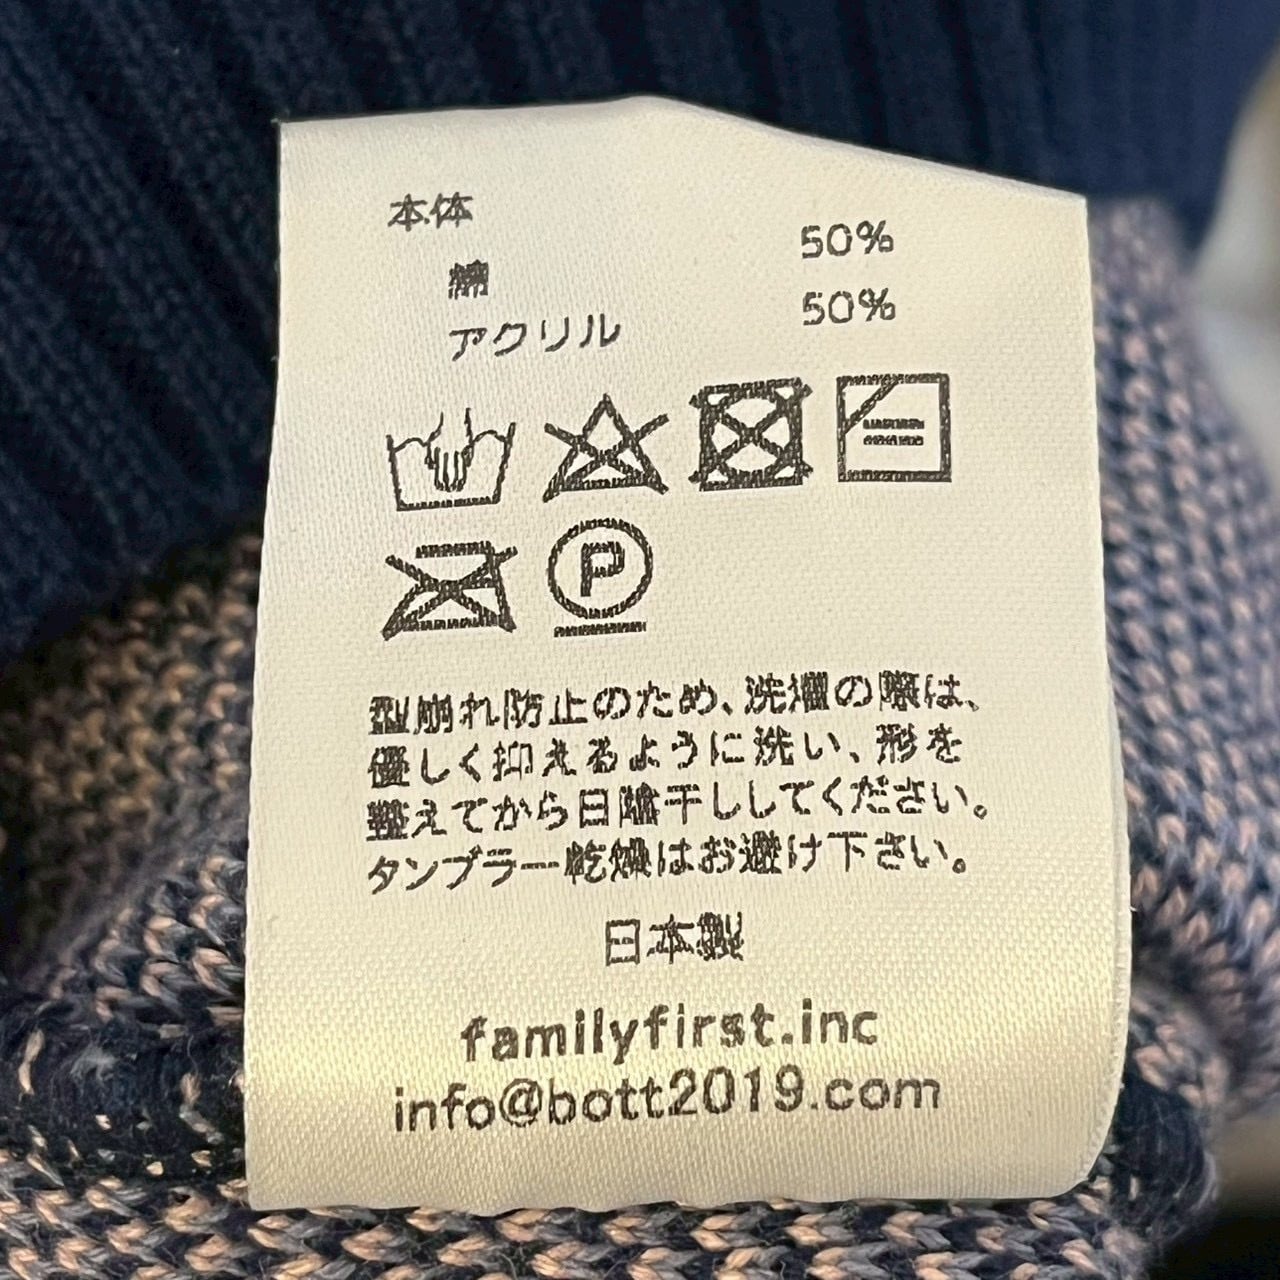 本体
綿 50%
アクリル 50%
P
型崩れ防止のため、洗濯の際は、
優しく抑えるように洗い、形を
整えてから日陰干ししてください。
タンブラー乾燥はお避け下さい。
日本製
familyfirst.inc
info@bott2019.com